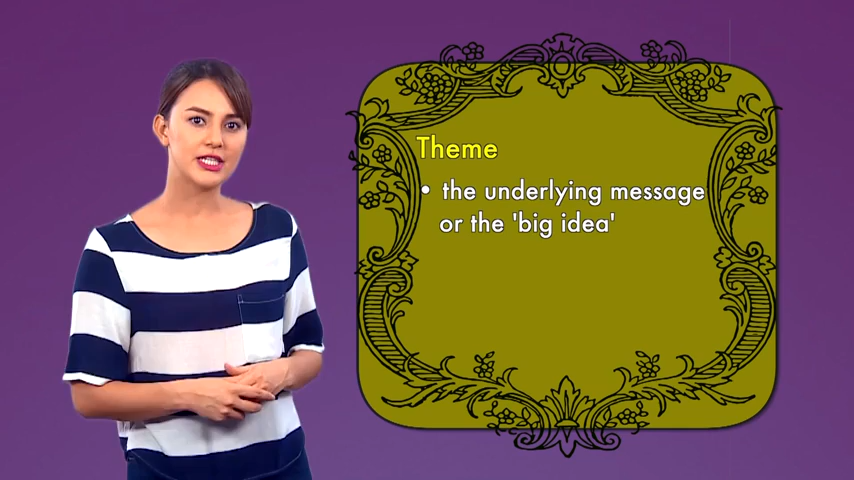 Theme
• the underlying message
or the 'big idea'